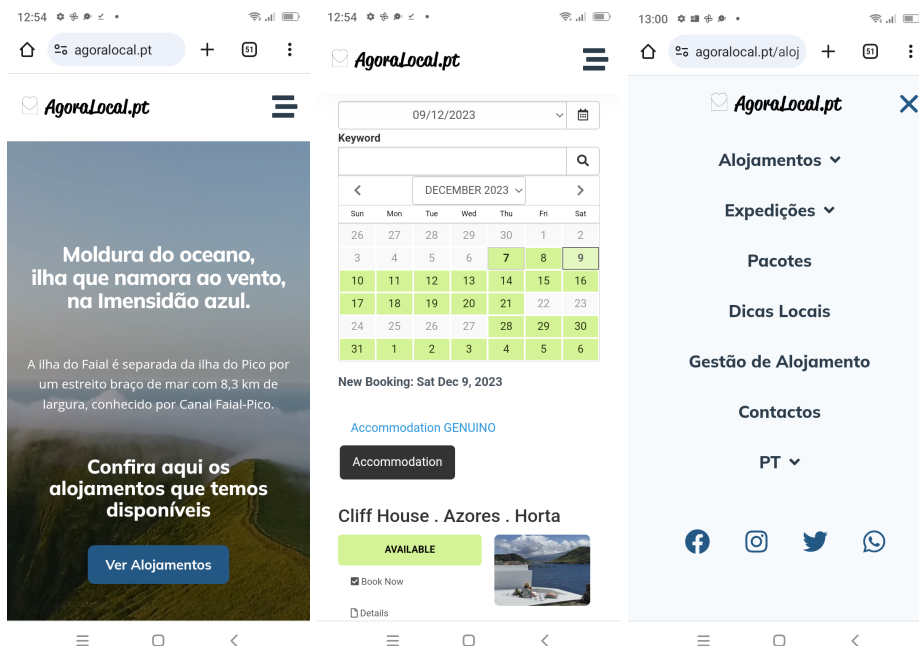 12:54
agoralocal.pt
51
AgoraLocal.pt
Moldura do oceano,
ilha que namora ao vento,
na Imensidão azul.
A ilha do Faial é separada da ilha do Pico por
um estreito braço de mar com 8,3 km de
largura, conhecido por Canal Faial-Pico.
Confira aqui os
alojamentos que temos
disponíveis
Ver Alojamentos
12:54
AgoraLocal.pt
09/12/2023
Keyword
DECEMBER 2023
Sun Mon Tue Wed Thu Fri Sat
26 27 28 29 30 1 2
3 4 5 6 7 8 9
10 11 12 13 14 15 16
17 18 19 20 21 22 23
24 25 26 27 28 29 30
31 1 2 3 4 5 6
New Booking: Sat Dec 9, 2023
Accommodation GENUINO
Accommodation
Cliff House . Azores . Horta
AVAILABLE
Book Now
Details
13:00
agoralocal.pt/aloj
51
AgoraLocal.pt
Alojamentos
Expedições
Pacotes
Dicas Locais
Gestão de Alojamento
Contactos
PT